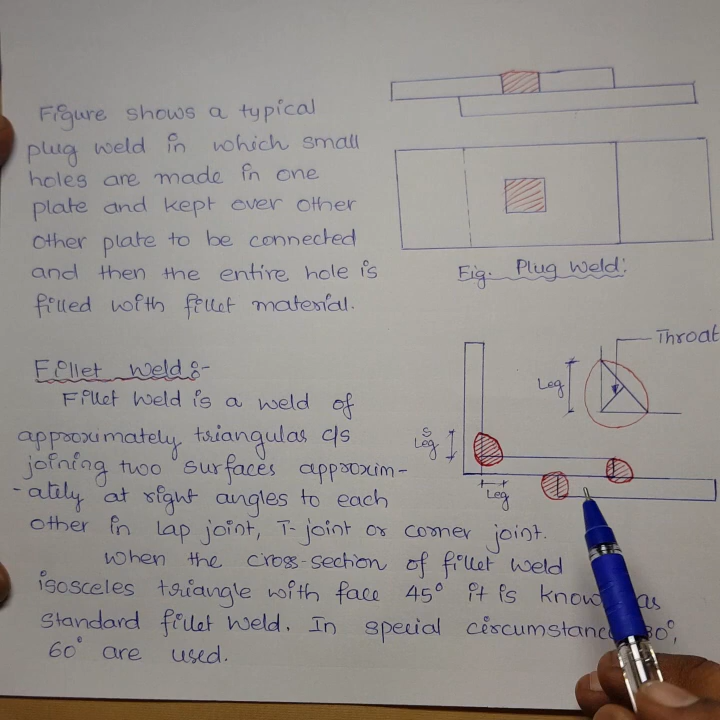 Figure shows a typical
plug weld in which small
holes are made in one
plate and kept over other
other plate to be connected
and then the entire hole is
filled with fillet material.
Fig. Plug Weld:
Fillet Weld:-
Fillet Weld is a weld of
approximately triangular c/s
joining two surfaces approxim-
-ately at right angles to each
other in lap joint, T-joint or corner joint.
When the cross-section of fillet weld
isosceles triangle with face 45° it is known as
standard fillet weld. In special circumstance 30°,
60° are used.
Throat
Leg
S
Leg
Leg